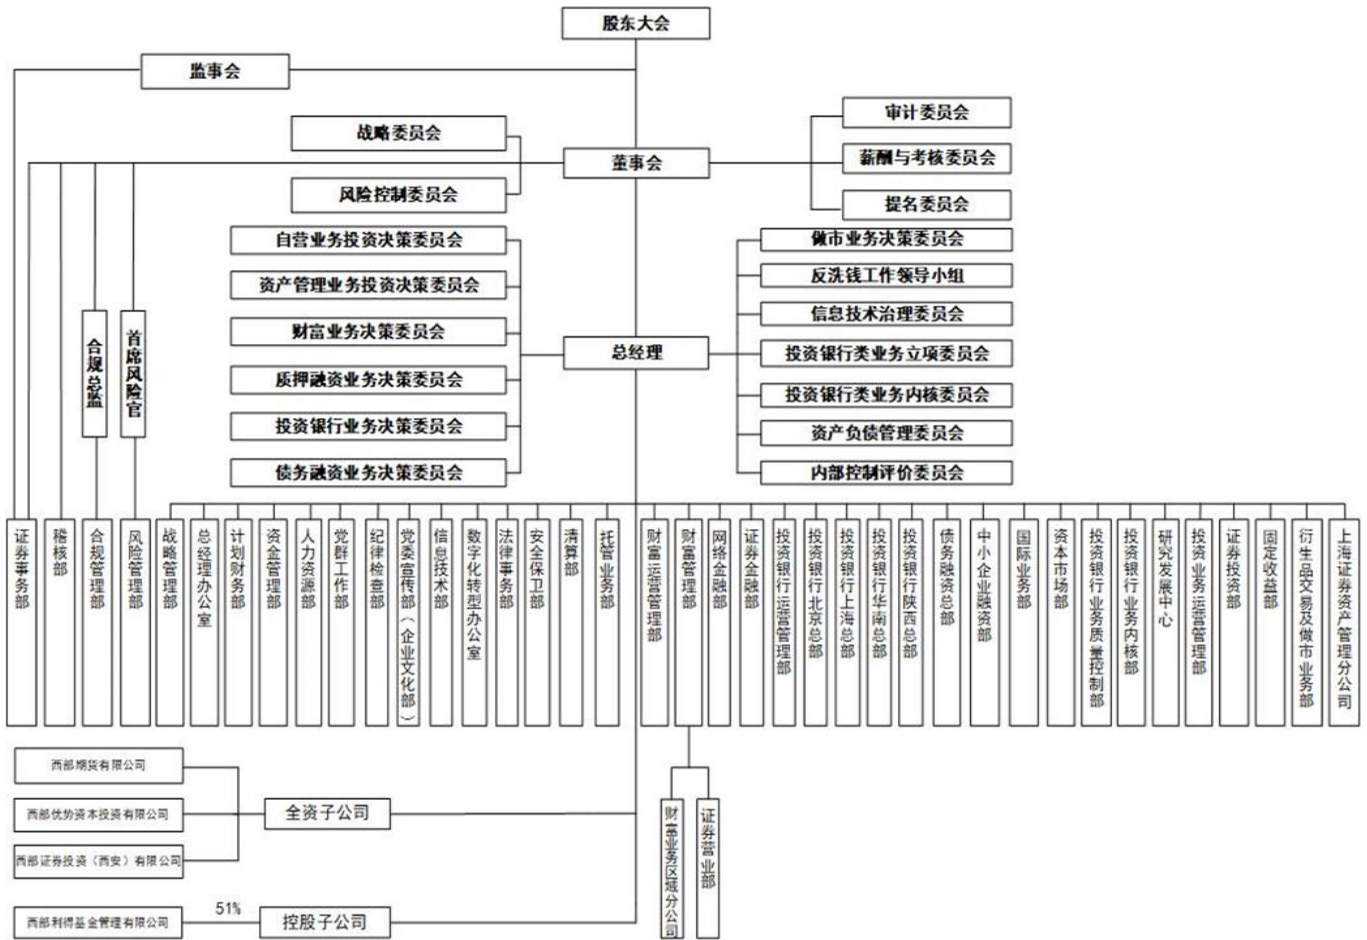 股东大会
监事会
战略委员会
风险控制委员会
董事会
审计委员会
薪酬与考核委员会
提名委员会
自营业务投资决策委员会
资产管理业务投资决策委员会
财富业务决策委员会
质押融资业务决策委员会
投资银行业务决策委员会
债务融资业务决策委员会
总经理
做市业务决策委员会
反洗钱工作领导小组
信息技术治理委员会
投资银行类业务立项委员会
投资银行类业务内核委员会
资产负债管理委员会
内部控制评价委员会
合规总监
首席风险官
证券事务部
稽核部
合规管理部
风险管理部
战略管理部
总经理办公室
计划财务部
资金管理部
人力资源部
党群工作部
纪律检查部
党委宣传部（企业文化部）
信息技术部
数字化转型办公室
法律事务部
安全保卫部
清算部
托管业务部
财富运营管理部
财富管理部
网络金融部
证券金融部
投资银行运营管理部
投资银行北京总部
投资银行上海总部
投资银行华南总部
投资银行陕西总部
债务融资总部
中小企业融资部
国际业务部
资本市场部
投资银行业务质量控制部
投资银行业务内核部
研究发展中心
投资业务运营管理部
证券投资部
固定收益部
衍生品交易及做市业务部
上海证券资产管理分公司
西部期货有限公司
西部优势资本投资有限公司
西部证券投资（西安）有限公司
全资子公司
财富业务区域分公司
证券营业部
西部利得基金管理有限公司
51%
控股子公司